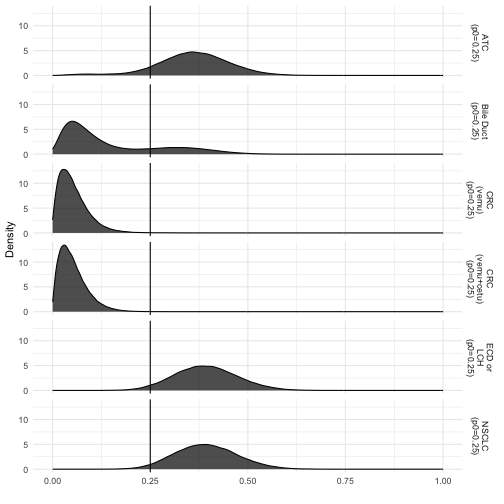 10
5
0
ATC
(p0=0.25)
10
5
0
Bile Duct
(p0=0.25)
10
5
0
CRC
(vemu)
(p0=0.25)
10
5
0
CRC
(vemu+cetu)
(p0=0.25)
10
5
0
ECD or
LCH
(p0=0.25)
10
5
0
NSCLC
(p0=0.25)
Density
0.00
0.25
0.50
0.75
1.00